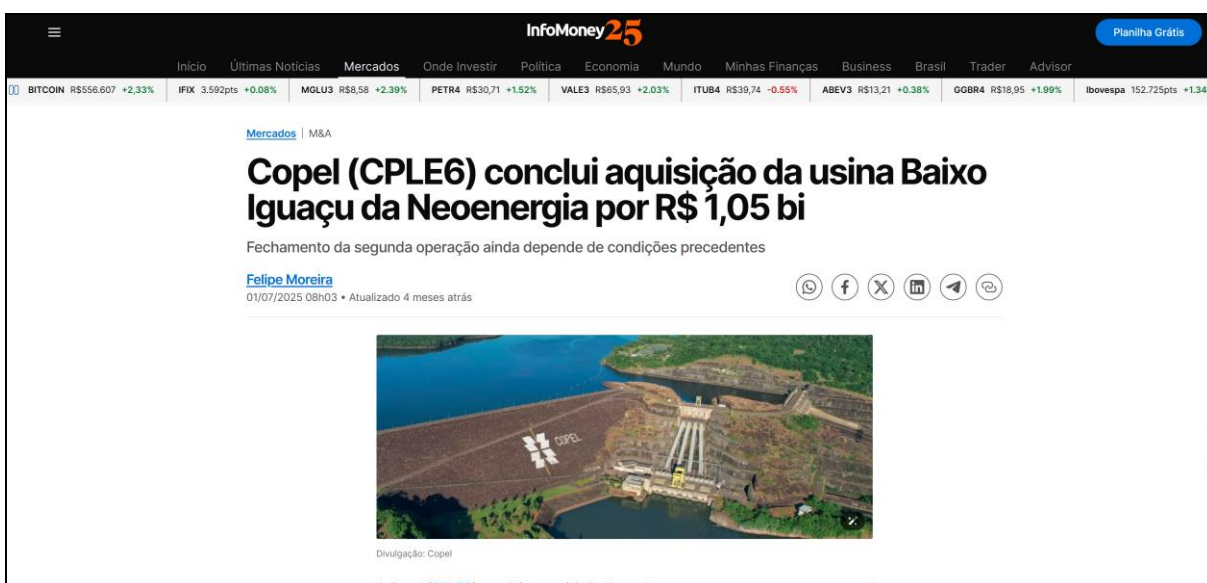 InfoMoney 25
Planilha Grátis
Início Últimas Notícias Mercados Onde Investir Política Economia Mundo Minhas Finanças Business Brasil Trader Advisor
BITCOIN R$556.607 +2,33% IFIX 3.592pts +0.08% MGLU3 R$8,58 +2.39% PETR4 R$30,71 +1.52% VALE3 R$65,93 +2.03% ITUB4 R$39,74 -0.55% ABEV3 R$13,21 +0.38% GGBR4 R$18,95 +1.99% Ibovespa 152.725pts +1.34
Mercados | M&A
Copel (CPLE6) conclui aquisição da usina Baixo
Iguaçu da Neoenergia por R$ 1,05 bi
Fechamento da segunda operação ainda depende de condições precedentes
Felipe Moreira
01/07/2025 08h03 • Atualizado 4 meses atrás
COPEL
Divulgação: Copel